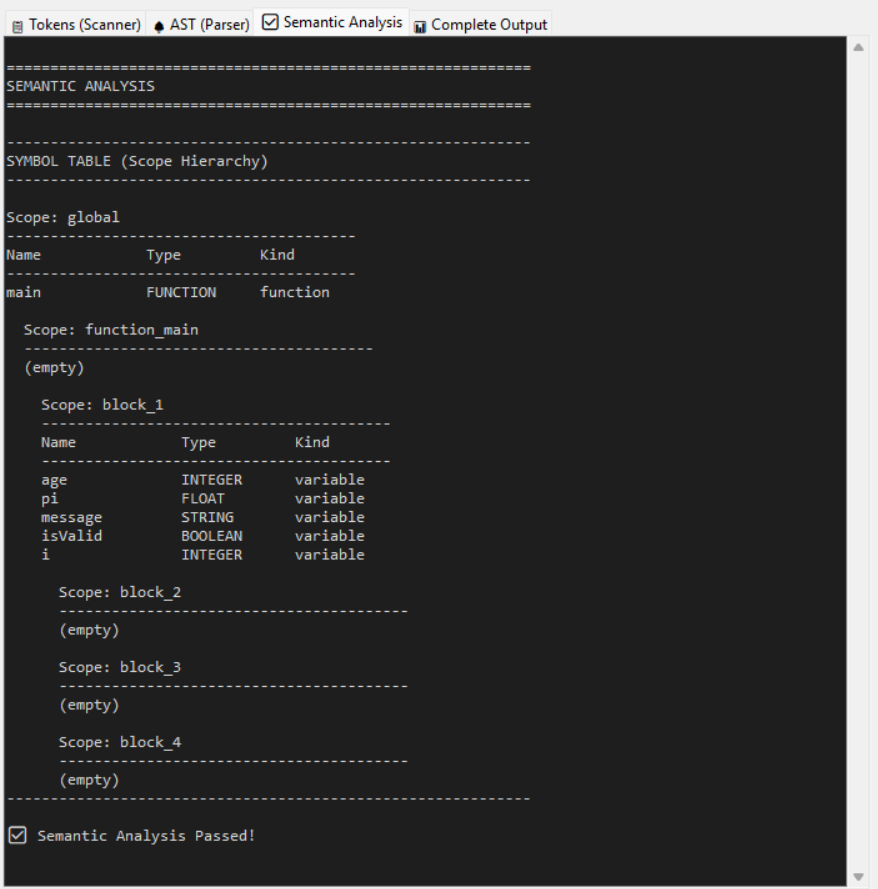 Tokens (Scanner) AST (Parser) Semantic Analysis Complete Output
============================================================
SEMANTIC ANALYSIS
============================================================
------------------------------------------------------------
SYMBOL TABLE (Scope Hierarchy)
------------------------------------------------------------
Scope: global
----------------------------------------
Name Type Kind
----------------------------------------
main FUNCTION function
Scope: function_main
----------------------------------------
(empty)
Scope: block_1
----------------------------------------
Name Type Kind
----------------------------------------
age INTEGER variable
pi FLOAT variable
message STRING variable
isValid BOOLEAN variable
i INTEGER variable
Scope: block_2
----------------------------------------
(empty)
Scope: block_3
----------------------------------------
(empty)
Scope: block_4
----------------------------------------
(empty)
------------------------------------------------------------
Semantic Analysis Passed!